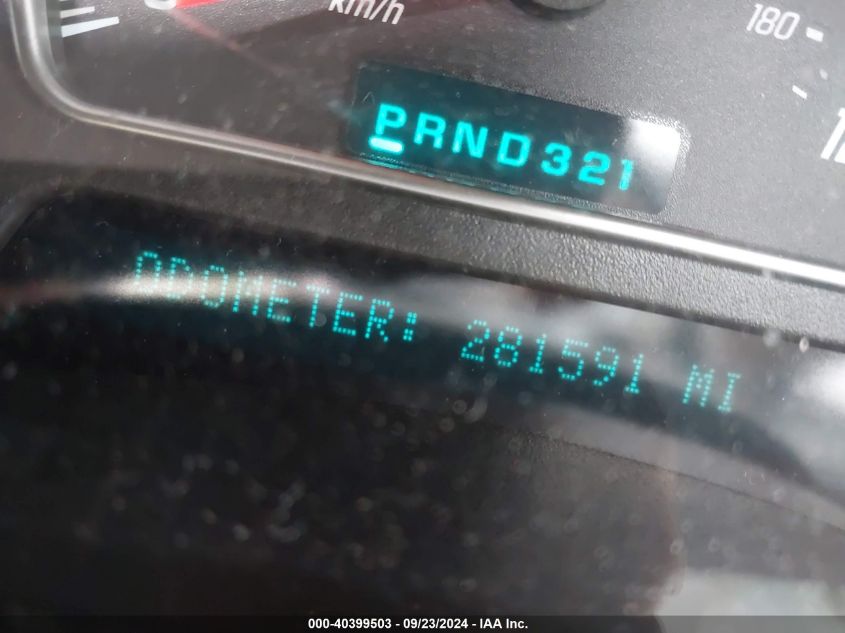 km/h
180
PRND321
ODOMETER: 281591 MI
000-40399503 - 09/23/2024 - IAA Inc.